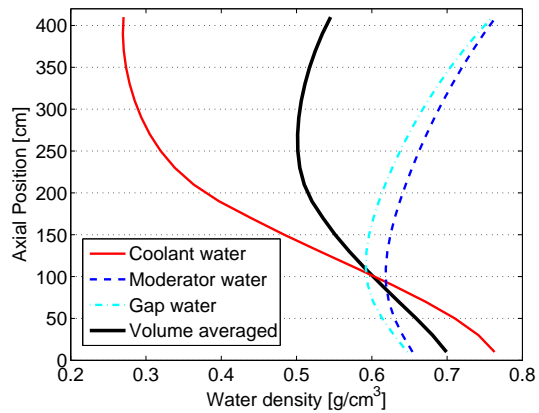 400
350
300
250
200
150
100
50
0
Axial Position [cm]
Coolant water
Moderator water
Gap water
Volume averaged
0.2 0.3 0.4 0.5 0.6 0.7 0.8
Water density [g/cm³]